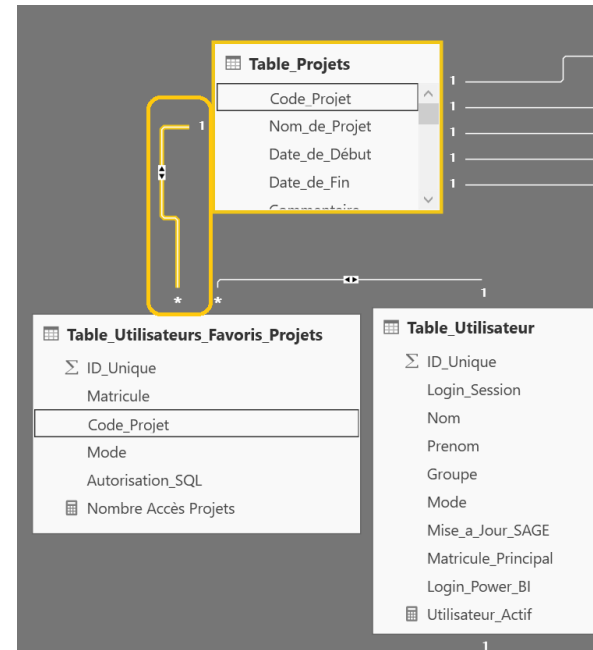 Table_Projets
1
Code_Projet
1
1
Nom_de_Projet
1
Date_de_Début
1
Date_de_Fin
1
Commentaire
*
*
1
Table_Utilisateurs_Favoris_Projets
∑ ID_Unique
Matricule
Code_Projet
Mode
Autorisation_SQL
Nombre Accès Projets
Table_Utilisateur
∑ ID_Unique
Login_Session
Nom
Prenom
Groupe
Mode
Mise_a_Jour_SAGE
Matricule_Principal
Login_Power_BI
Utilisateur_Actif
1